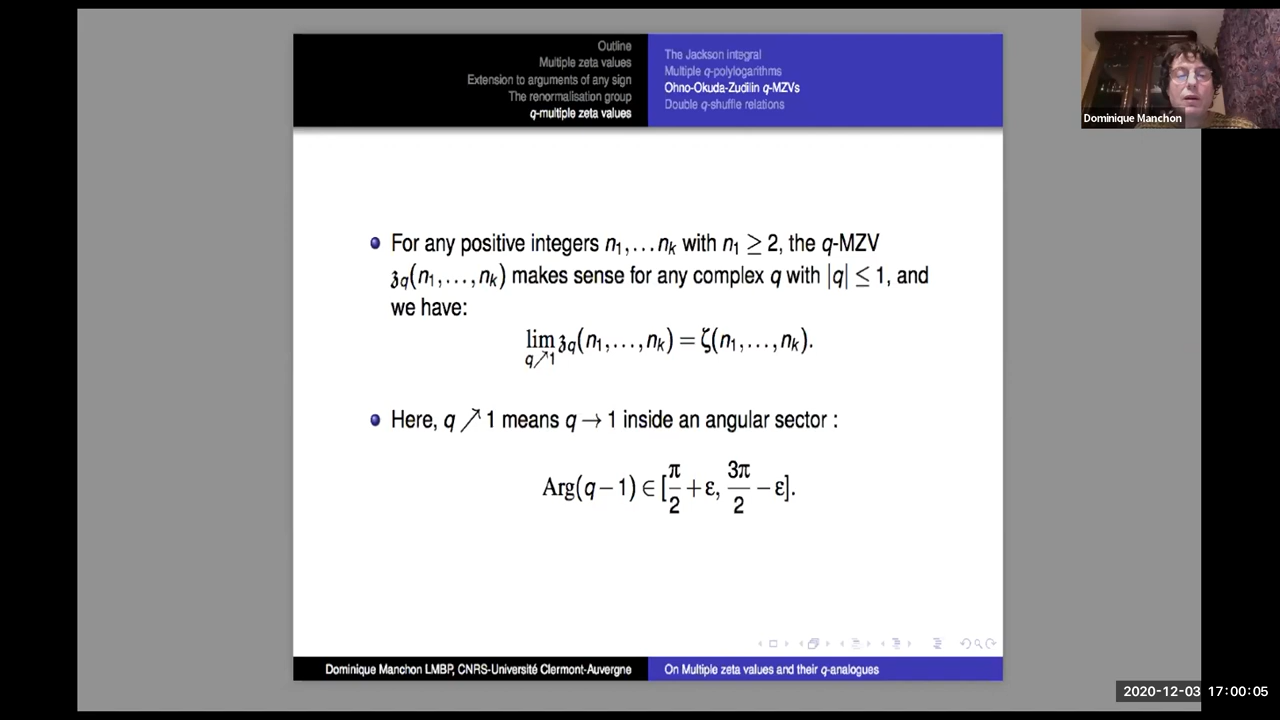 Outline
Multiple zeta values
Extension to arguments of any sign
The renormalisation group
q-multiple zeta values
The Jackson integral
Multiple q-polylogarithms
Ohno-Okuda-Zudilin q-MZVs
Double q-shuffle relations
Dominique Manchon
For any positive integers n₁,…nₖ with n₁ ≥ 2, the q-MZV
𝔷_q(n₁,…,nₖ) makes sense for any complex q with |q| ≤ 1, and
we have:
lim_{q↗1} 𝔷_q(n₁,…,nₖ) = ζ(n₁,…,nₖ).
Here, q ↗ 1 means q → 1 inside an angular sector :
Arg(q − 1) ∈ [π/2 + ε, 3π/2 − ε].
Dominique Manchon LMBP, CNRS-Université Clermont-Auvergne
On Multiple zeta values and their q-analogues
2020-12-03 17:00:05